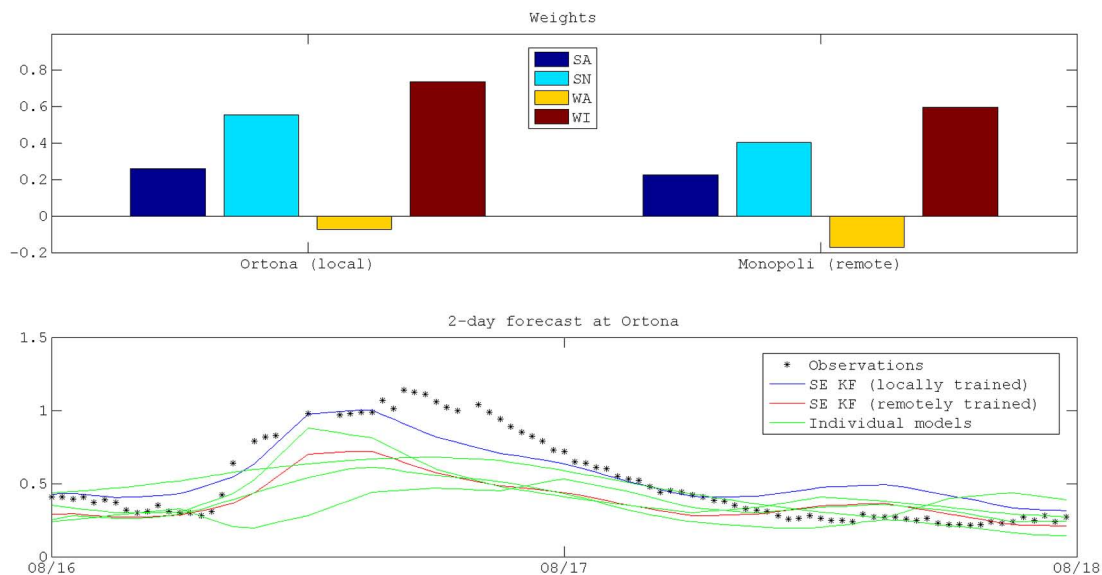 Weights
0.8
0.6
0.4
0.2
0
-0.2
SA
SN
WA
WI
Ortona (local)
Monopoli (remote)
2-day forecast at Ortona
1.5
1
0.5
0
Observations
SE KF (locally trained)
SE KF (remotely trained)
Individual models
08/16
08/17
08/18